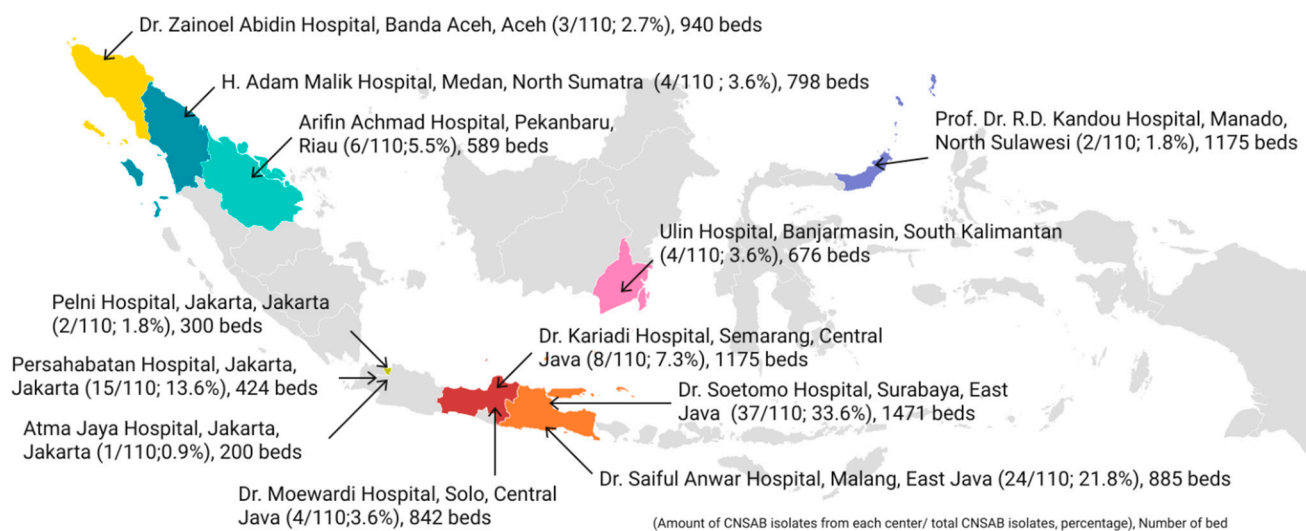 Dr. Zainoel Abidin Hospital, Banda Aceh, Aceh (3/110; 2.7%), 940 beds
H. Adam Malik Hospital, Medan, North Sumatra (4/110 ; 3.6%), 798 beds
Arifin Achmad Hospital, Pekanbaru,
Riau (6/110;5.5%), 589 beds
Prof. Dr. R.D. Kandou Hospital, Manado,
North Sulawesi (2/110; 1.8%), 1175 beds
Ulin Hospital, Banjarmasin, South Kalimantan
(4/110; 3.6%), 676 beds
Pelni Hospital, Jakarta, Jakarta
(2/110; 1.8%), 300 beds
Dr. Kariadi Hospital, Semarang, Central
Java (8/110; 7.3%), 1175 beds
Persahabatan Hospital, Jakarta,
Jakarta (15/110; 13.6%), 424 beds
Dr. Soetomo Hospital, Surabaya, East
Java (37/110; 33.6%), 1471 beds
Atma Jaya Hospital, Jakarta,
Jakarta (1/110;0.9%), 200 beds
Dr. Saiful Anwar Hospital, Malang, East Java (24/110; 21.8%), 885 beds
Dr. Moewardi Hospital, Solo, Central
Java (4/110;3.6%), 842 beds
(Amount of CNSAB isolates from each center/ total CNSAB isolates, percentage), Number of bed